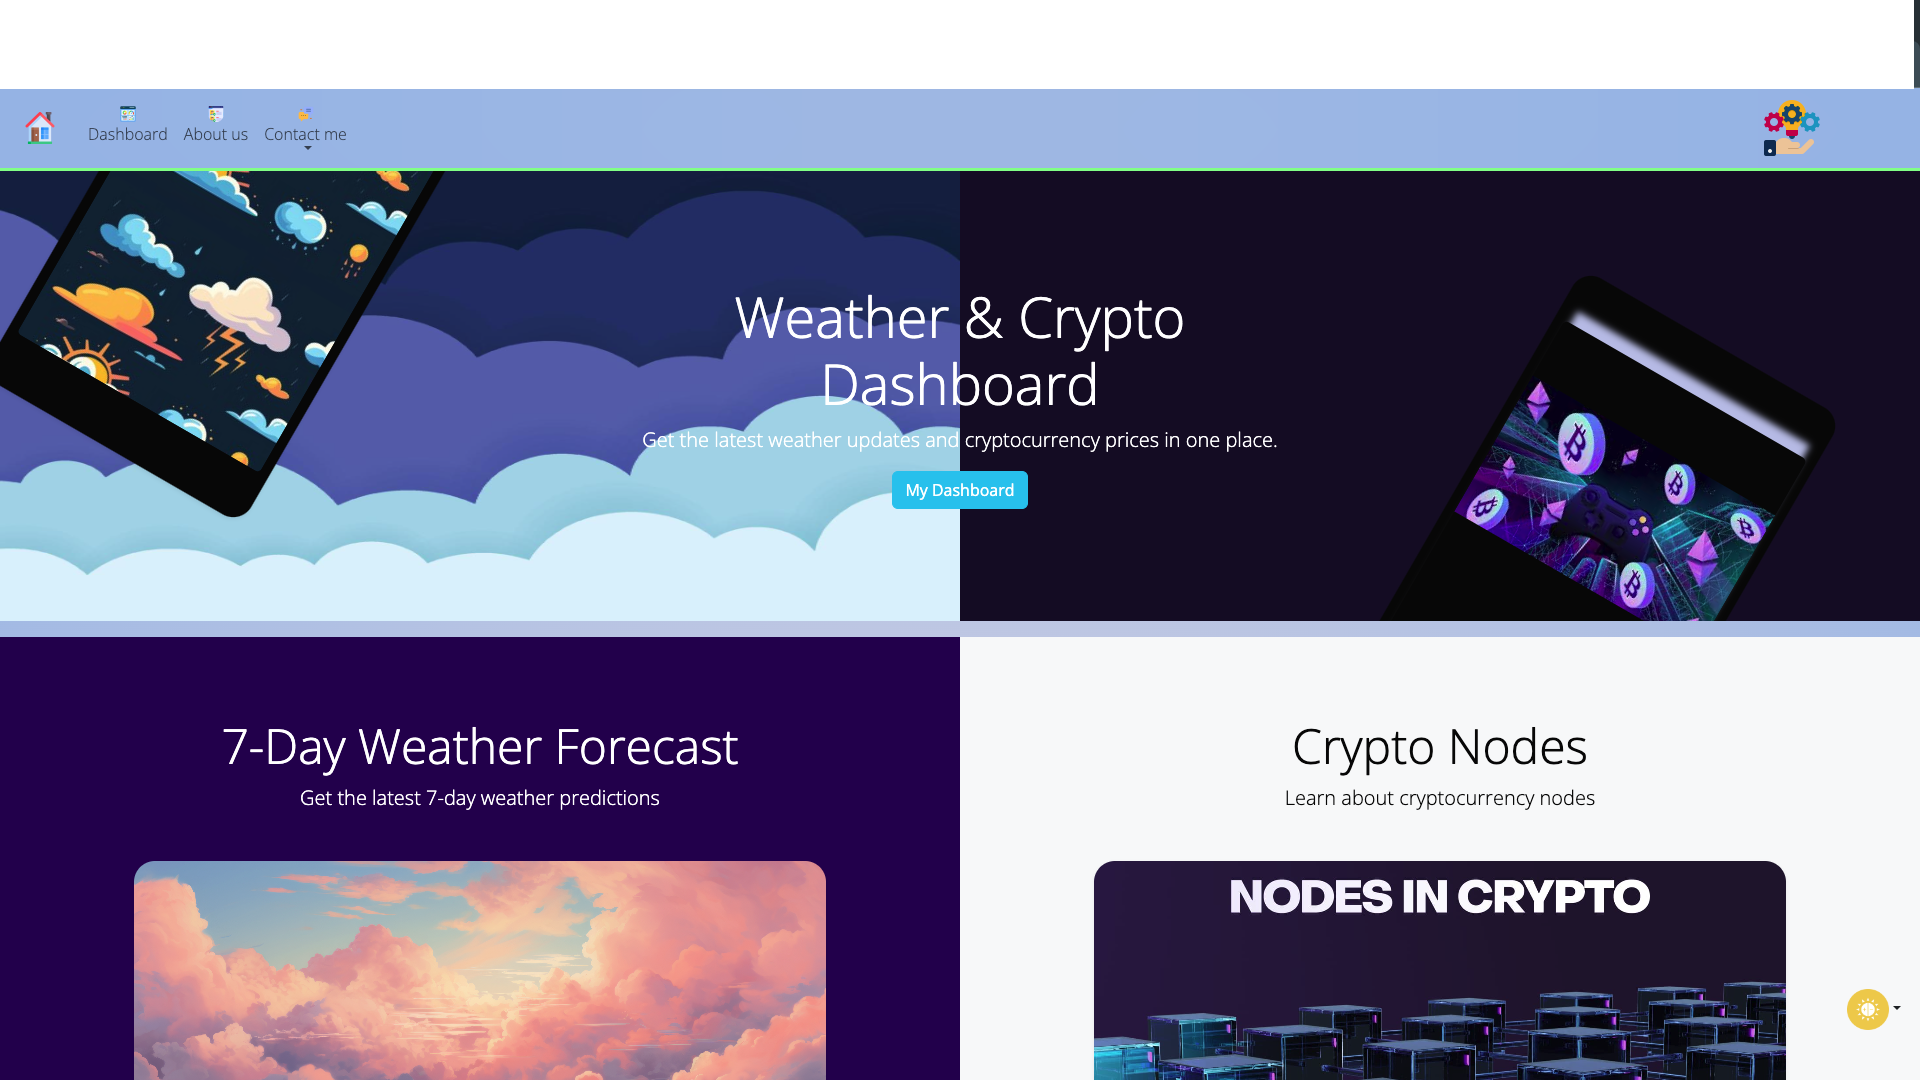 Dashboard
About us
Contact me
Weather & Crypto
Dashboard
Get the latest weather updates and cryptocurrency prices in one place.
My Dashboard
7-Day Weather Forecast
Get the latest 7-day weather predictions
Crypto Nodes
Learn about cryptocurrency nodes
NODES IN CRYPTO